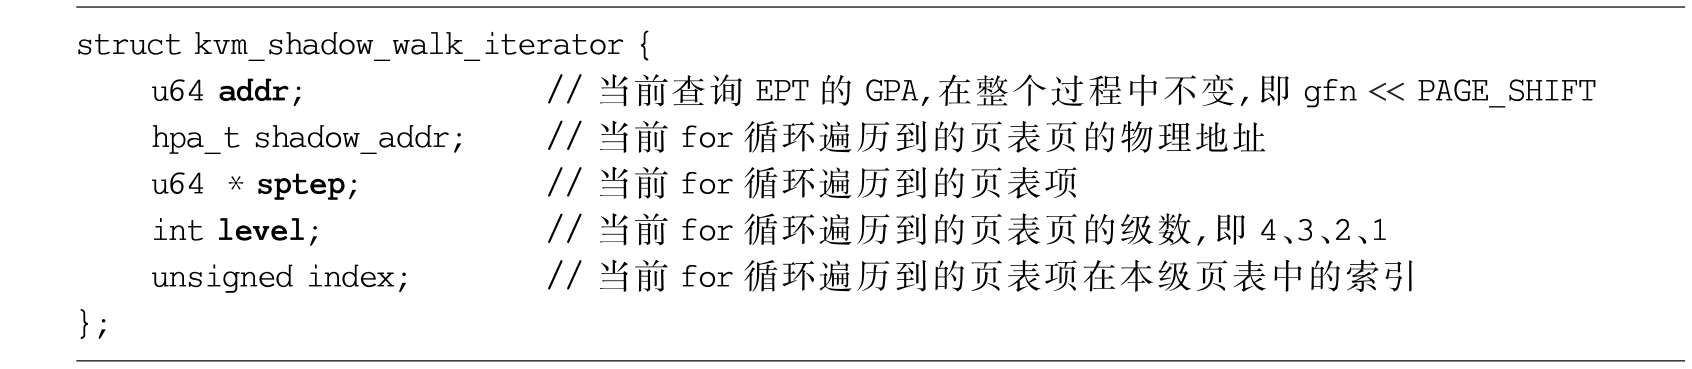 struct kvm_shadow_walk_iterator {
u64 addr; // 当前查询 EPT 的 GPA,在整个过程中不变,即 gfn << PAGE_SHIFT
hpa_t shadow_addr; // 当前 for 循环遍历到的页表页的物理地址
u64 * sptep; // 当前 for 循环遍历到的页表项
int level; // 当前 for 循环遍历到的页表页的级数,即 4、3、2、1
unsigned index; // 当前 for 循环遍历到的页表项在本级页表中的索引
};